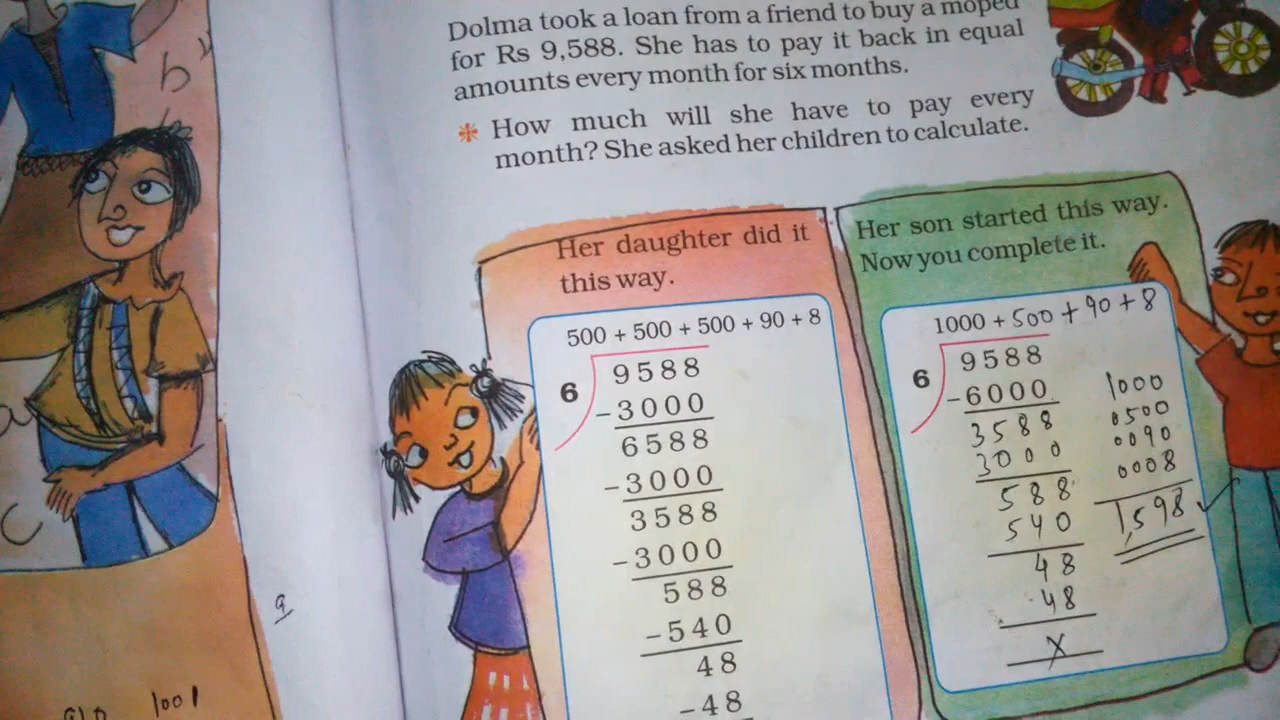 Dolma took a loan from a friend to buy a moped
for Rs 9,588. She has to pay it back in equal
amounts every month for six months.
How much will she have to pay every
month? She asked her children to calculate.
Her daughter did it
this way.
500 + 500 + 500 + 90 + 8
6
9588
-3000
6588
-3000
3588
-3000
588
-540
48
-48
Her son started this way.
Now you complete it.
1000 + 500 + 90 + 8
6
9588
-6000
3588
3000
588
540
48
48
x
1000
0500
0090
0008
1,598
b
a
C
9
1001